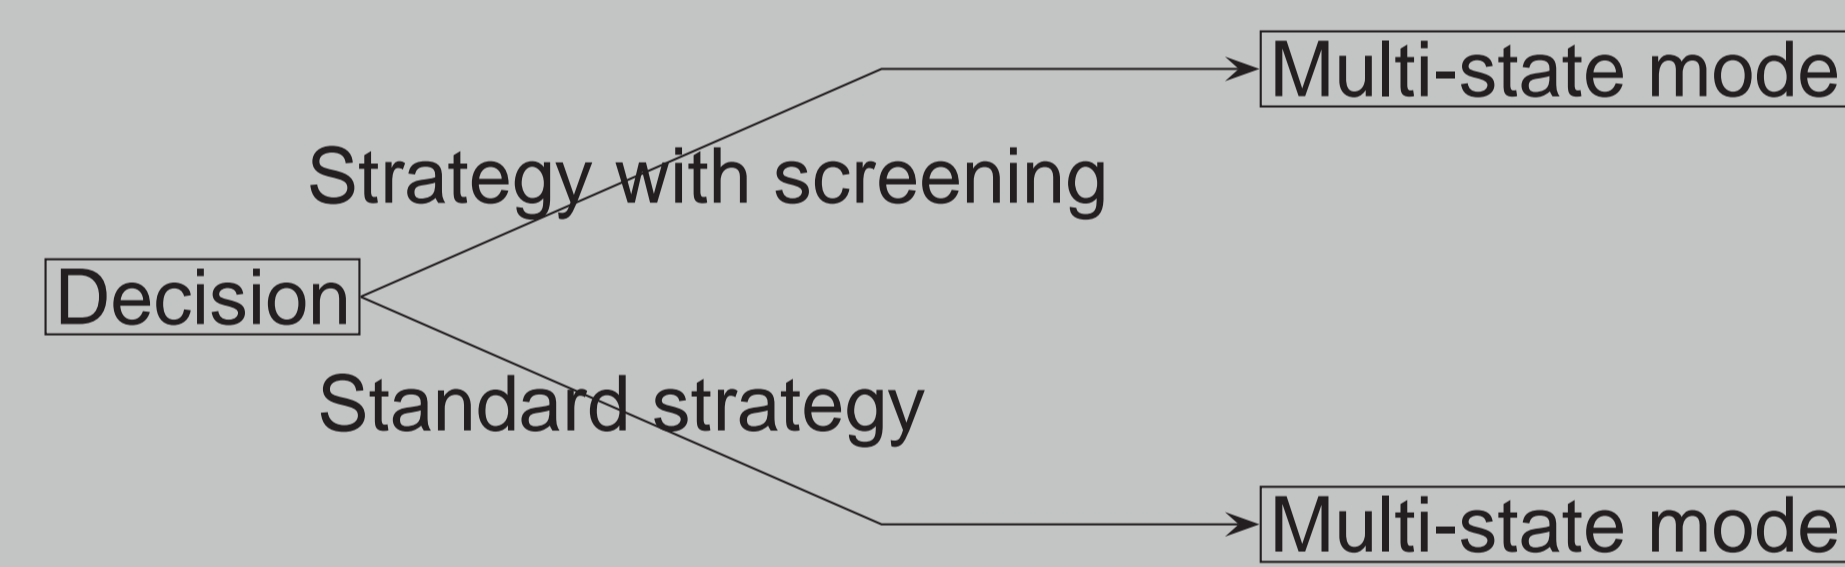 Multi-state mode
Strategy with screening
Decision
Standard strategy
Multi-state mode